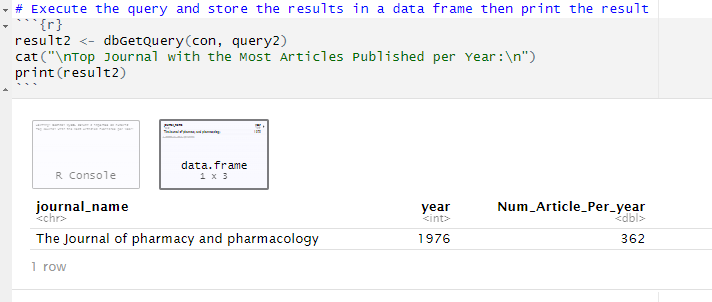 # Execute the query and store the results in a data frame then print the result
```{r}
result2 <- dbGetQuery(con, query2)
cat("\nTop Journal with the Most Articles Published per Year:\n")
print(result2)
```
R Console
data.frame
1 x 3
journal_name year Num_Article_Per_year
<chr> <int> <dbl>
The Journal of pharmacy and pharmacology 1976 362
1 row